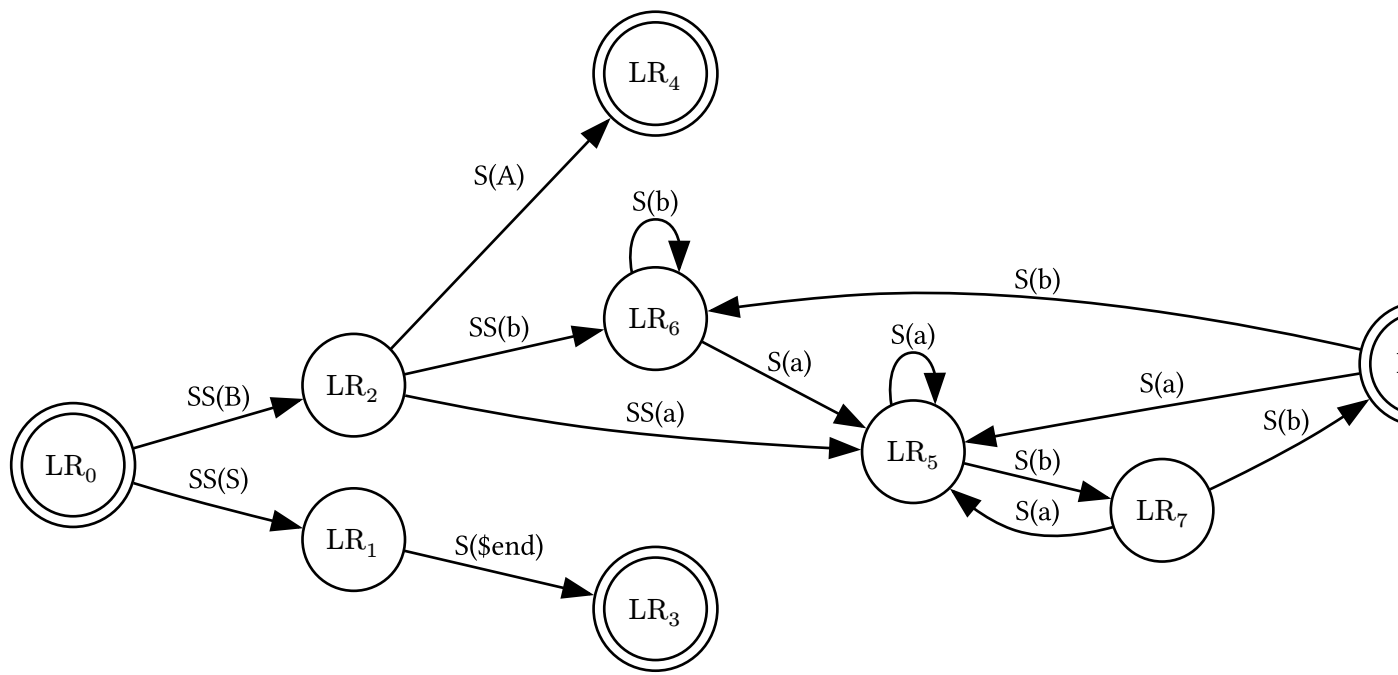 LR₄
S(A)
S(b)
S(b)
LR₆
SS(b)
S(a)
S(a)
S(a)
LR₂
SS(B)
SS(a)
S(b)
LR₅
S(b)
LR₀
SS(S)
S(a)
LR₇
LR₁
S($end)
LR₃